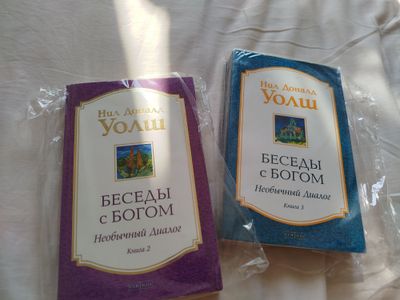 Нил Доналд
Уолш
БЕСЕДЫ
с БОГОМ
Необычный Диалог
Книга 2
Нил Доналд
Уолш
БЕСЕДЫ
с БОГОМ
Необычный Диалог
Книга 3